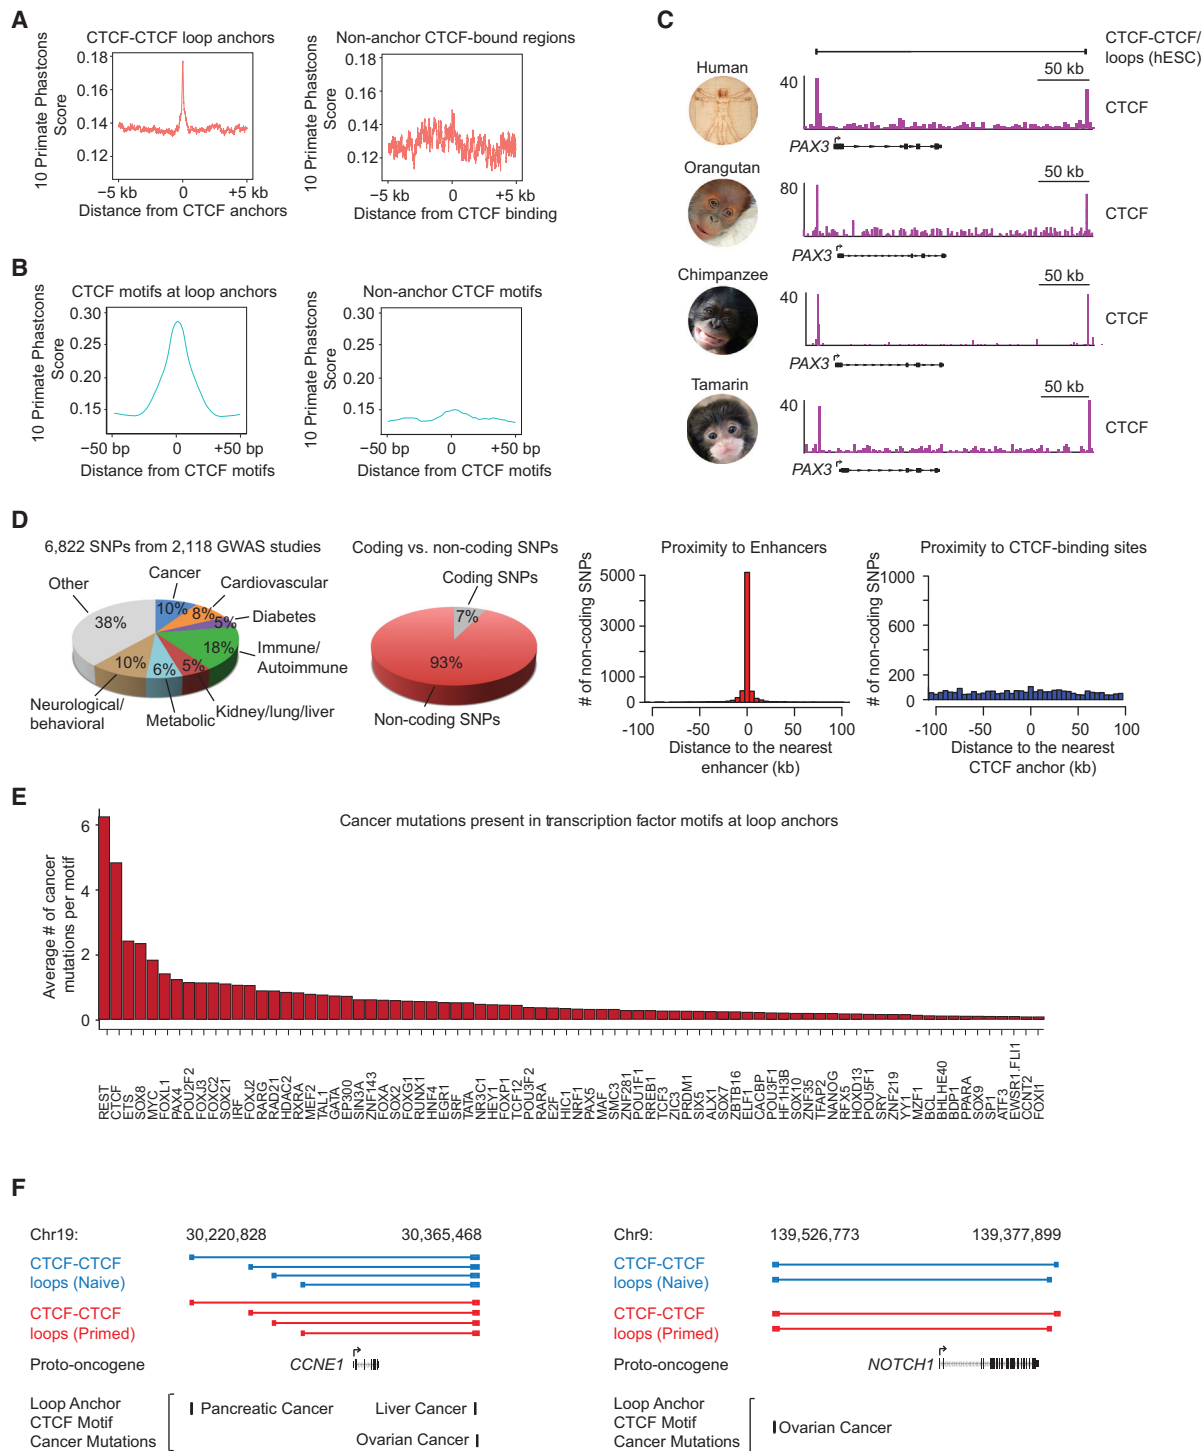 A
CTCF-CTCF loop anchors
10 Primate Phastcons
Score
0.18
0.16
0.14
0.12
−5 kb
0
+5 kb
Distance from CTCF anchors
Non-anchor CTCF-bound regions
10 Primate Phastcons
Score
0.18
0.16
0.14
0.12
−5 kb
0
+5 kb
Distance from CTCF binding
B
CTCF motifs at loop anchors
10 Primate Phastcons
Score
0.30
0.25
0.20
0.15
−50 bp
0
+50 bp
Distance from CTCF motifs
Non-anchor CTCF motifs
10 Primate Phastcons
Score
0.30
0.25
0.20
0.15
−50 bp
0
+50 bp
Distance from CTCF motifs
C
CTCF-CTCF/
loops (hESC)
Human
40
0
50 kb
CTCF
PAX3
Orangutan
80
0
50 kb
CTCF
PAX3
Chimpanzee
40
0
50 kb
CTCF
PAX3
Tamarin
40
0
50 kb
CTCF
PAX3
D
6,822 SNPs from 2,118 GWAS studies
Other
Cancer
Cardiovascular
Diabetes
Immune/
Autoimmune
Kidney/lung/liver
Metabolic
Neurological/
behavioral
38%
10%
8%
5%
18%
5%
6%
10%
Coding vs. non-coding SNPs
Coding SNPs
7%
93%
Non-coding SNPs
Proximity to Enhancers
# of non-coding SNPs
5000
3000
1000
0
-100
-50
0
50
100
Distance to the nearest
enhancer (kb)
Proximity to CTCF-binding sites
# of non-coding SNPs
1000
600
200
0
-100
-50
0
50
100
Distance to the nearest
CTCF anchor (kb)
E
Cancer mutations present in transcription factor motifs at loop anchors
Average # of cancer
mutations per motif
6
4
2
0
REST
CTCF
ETS
SOX8
MYC
FOXL1
PAX4
POU2F2
FOXJ3
FOXC2
SOX21
IRF
FOXJ2
RARG
RAD21
HDAC2
RXRA
MEF2
TAL1
GATA
EP300
SIN3A
ZNF143
FOXA
SOX2
FOXG1
RUNX1
HNF4
EGR1
SRF
TATA
NR3C1
HEY1
FOXP1
TCF12
POU3F2
RARA
E2F
HIC1
NRF1
PAX5
MAF
SMC3
ZNF281
POU1F1
RREB1
TCF3
ZIC3
PRDM1
SIX5
ALX1
SOX7
ZBTB16
ELF1
CACBP
POU3F1
HF1H3B
SOX10
ZNF35
TFAP2
NANOG
RFX5
HOXD13
POU5F1
SRY
ZNF219
YY1
MZF1
BCL
BHLHE40
BDP1
PPARA
SOX9
SP1
ATF3
EWSR1.FLI1
CCNT2
FOXI1
F
Chr19:
30,220,828
30,365,468
CTCF-CTCF
loops (Naive)
CTCF-CTCF
loops (Primed)
Proto-oncogene
CCNE1
Loop Anchor
CTCF Motif
Cancer Mutations
Pancreatic Cancer
Liver Cancer
Ovarian Cancer
Chr9:
139,526,773
139,377,899
CTCF-CTCF
loops (Naive)
CTCF-CTCF
loops (Primed)
Proto-oncogene
NOTCH1
Loop Anchor
CTCF Motif
Cancer Mutations
Ovarian Cancer